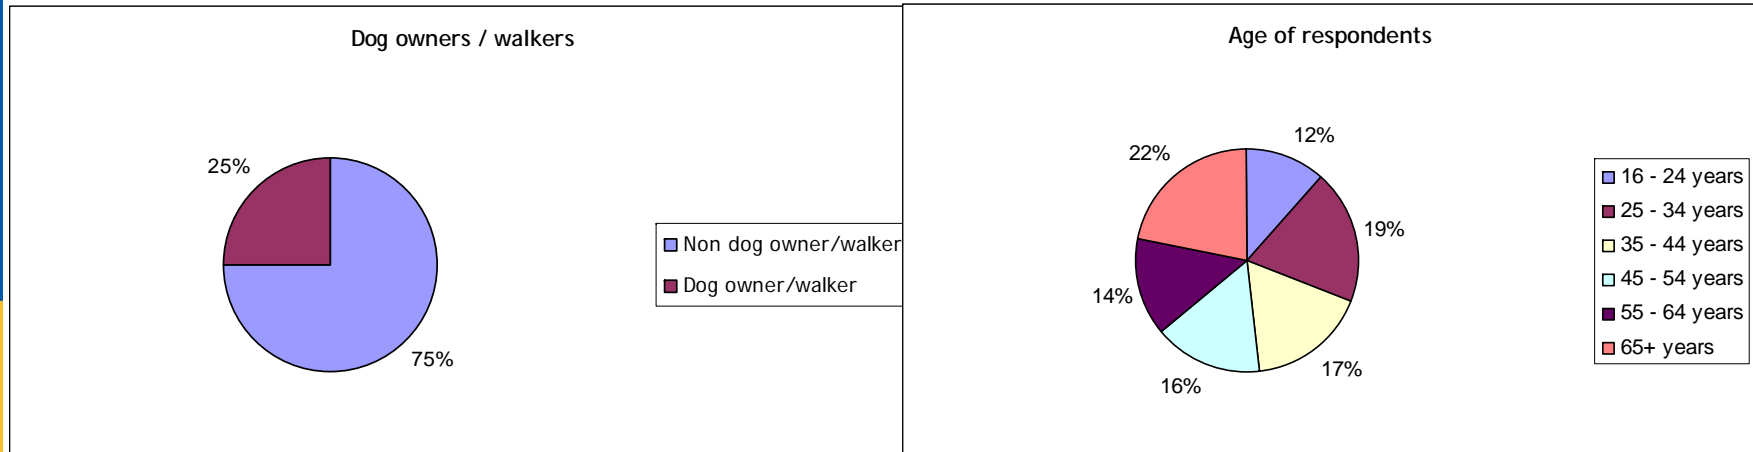 Dog owners / walkers
25%
75%
Non dog owner/walker
Dog owner/walker
Age of respondents
12%
22%
19%
14%
17%
16%
16 - 24 years
25 - 34 years
35 - 44 years
45 - 54 years
55 - 64 years
65+ years